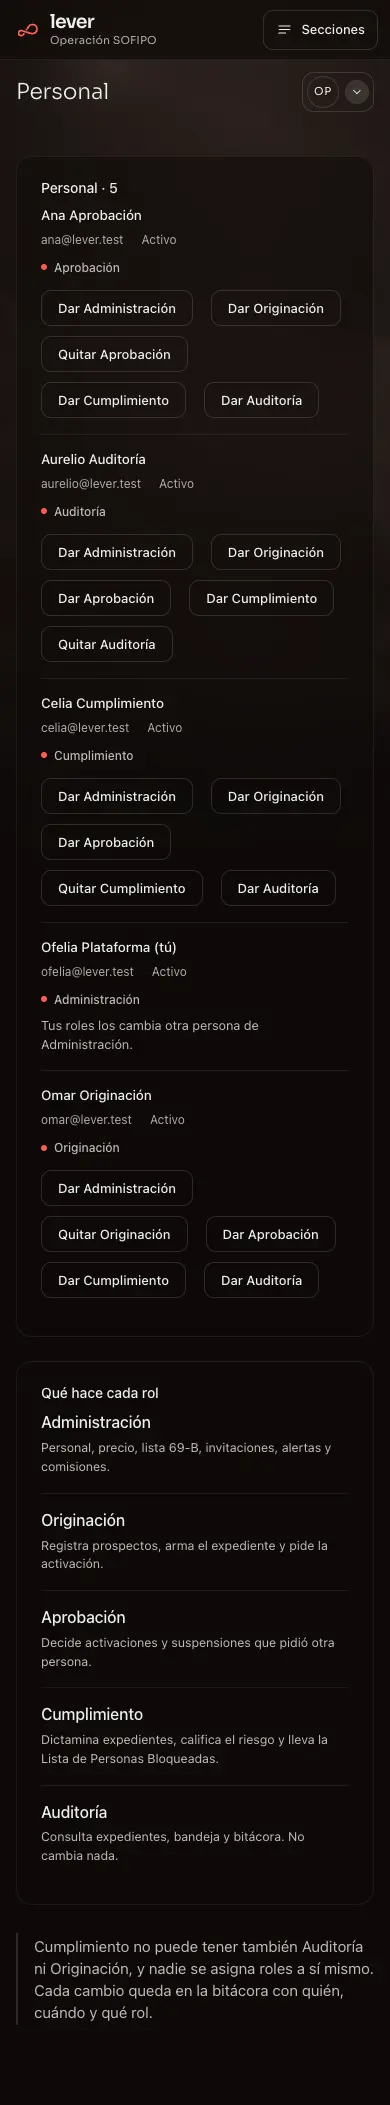 lever
Operación SOFIPO
Secciones
Personal
OP
Personal · 5
Ana Aprobación
ana@lever.test Activo
Aprobación
Dar Administración Dar Originación
Quitar Aprobación
Dar Cumplimiento Dar Auditoría
Aurelio Auditoría
aurelio@lever.test Activo
Auditoría
Dar Administración Dar Originación
Dar Aprobación Dar Cumplimiento
Quitar Auditoría
Celia Cumplimiento
celia@lever.test Activo
Cumplimiento
Dar Administración Dar Originación
Dar Aprobación
Quitar Cumplimiento Dar Auditoría
Ofelia Plataforma (tú)
ofelia@lever.test Activo
Administración
Tus roles los cambia otra persona de
Administración.
Omar Originación
omar@lever.test Activo
Originación
Dar Administración
Quitar Originación Dar Aprobación
Dar Cumplimiento Dar Auditoría
Qué hace cada rol
Administración
Personal, precio, lista 69-B, invitaciones, alertas y
comisiones.
Originación
Registra prospectos, arma el expediente y pide la
activación.
Aprobación
Decide activaciones y suspensiones que pidió otra
persona.
Cumplimiento
Dictamina expedientes, califica el riesgo y lleva la
Lista de Personas Bloqueadas.
Auditoría
Consulta expedientes, bandeja y bitácora. No
cambia nada.
Cumplimiento no puede tener también Auditoría
ni Originación, y nadie se asigna roles a sí mismo.
Cada cambio queda en la bitácora con quién,
cuándo y qué rol.